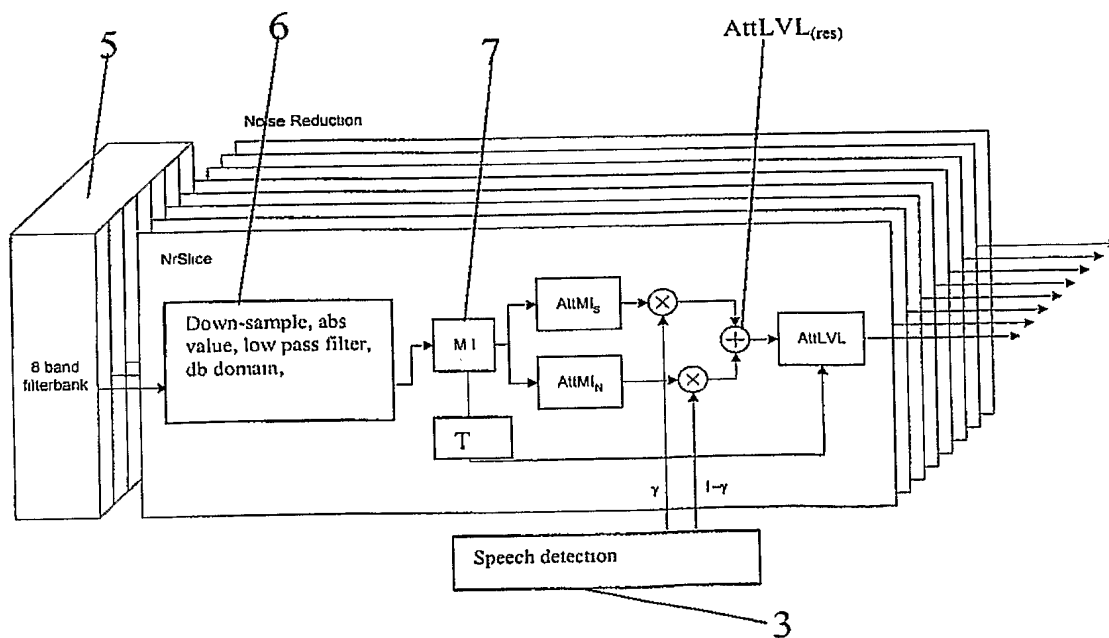 6
5
7
AttLVL(res)
Noise Reduction
NrSlice
Down-sample, abs
value, low pass filter,
db domain,
8 band
filterbank
MI
AttMIS
AttMIN
×
×
+
AttLVL
T
γ
1-γ
Speech detection
3